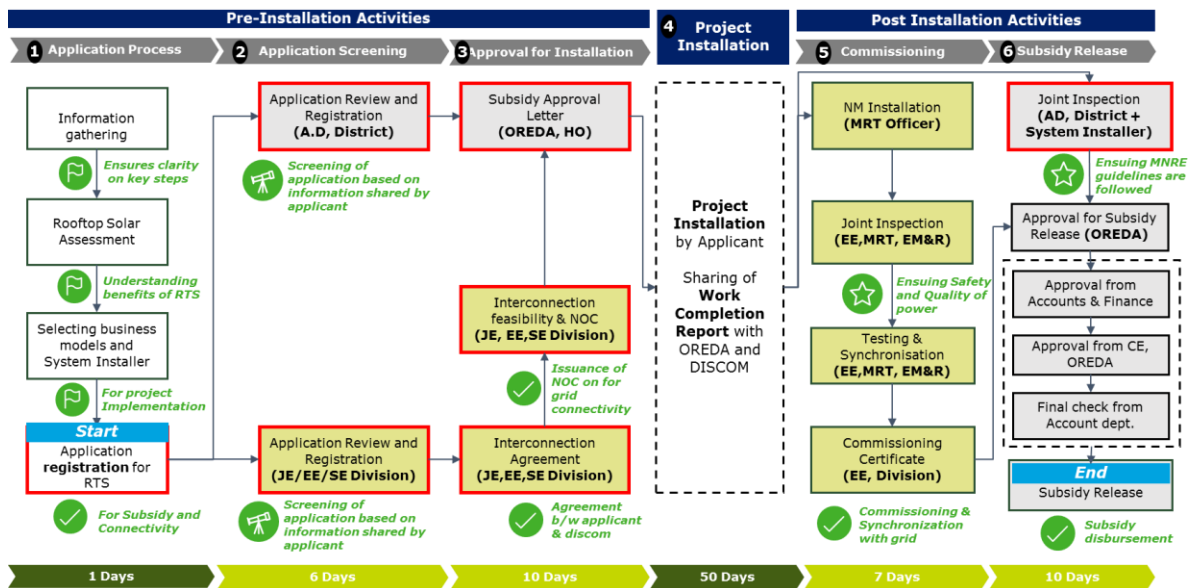 Pre-Installation Activities
4 Project
Installation
Post Installation Activities
1 Application Process
2 Application Screening
3 Approval for Installation
5 Commissioning
6 Subsidy Release
Information
gathering
Ensures clarity
on key steps
Rooftop Solar
Assessment
Understanding
benefits of RTS
Selecting business
models and
System Installer
For project
Implementation
Start
Application
registration for
RTS
For Subsidy and
Connectivity
Application Review and
Registration
(A.D, District)
Screening of
application based on
information shared by
applicant
Application Review and
Registration
(JE/EE/SE Division)
Screening of
application based on
information shared by
applicant
Subsidy Approval
Letter
(OREDA, HO)
Interconnection
feasibility & NOC
(JE, EE,SE Division)
Issuance of
NOC on for
grid
connectivity
Interconnection
Agreement
(JE,EE,SE Division)
Agreement
b/w applicant
& discom
Project
Installation
by Applicant
Sharing of
Work
Completion
Report with
OREDA and
DISCOM
NM Installation
(MRT Officer)
Joint Inspection
(EE,MRT, EM&R)
Ensuing Safety
and Quality of
power
Testing &
Synchronisation
(EE,MRT, EM&R)
Commissioning
Certificate
(EE, Division)
Commissioning &
Synchronization
with grid
Joint Inspection
(AD, District +
System Installer)
Ensuing MNRE
guidelines are
followed
Approval for Subsidy
Release (OREDA)
Approval from
Accounts & Finance
Approval from CE,
OREDA
Final check from
Account dept.
End
Subsidy Release
Subsidy
disbursement
1 Days
6 Days
10 Days
50 Days
7 Days
10 Days